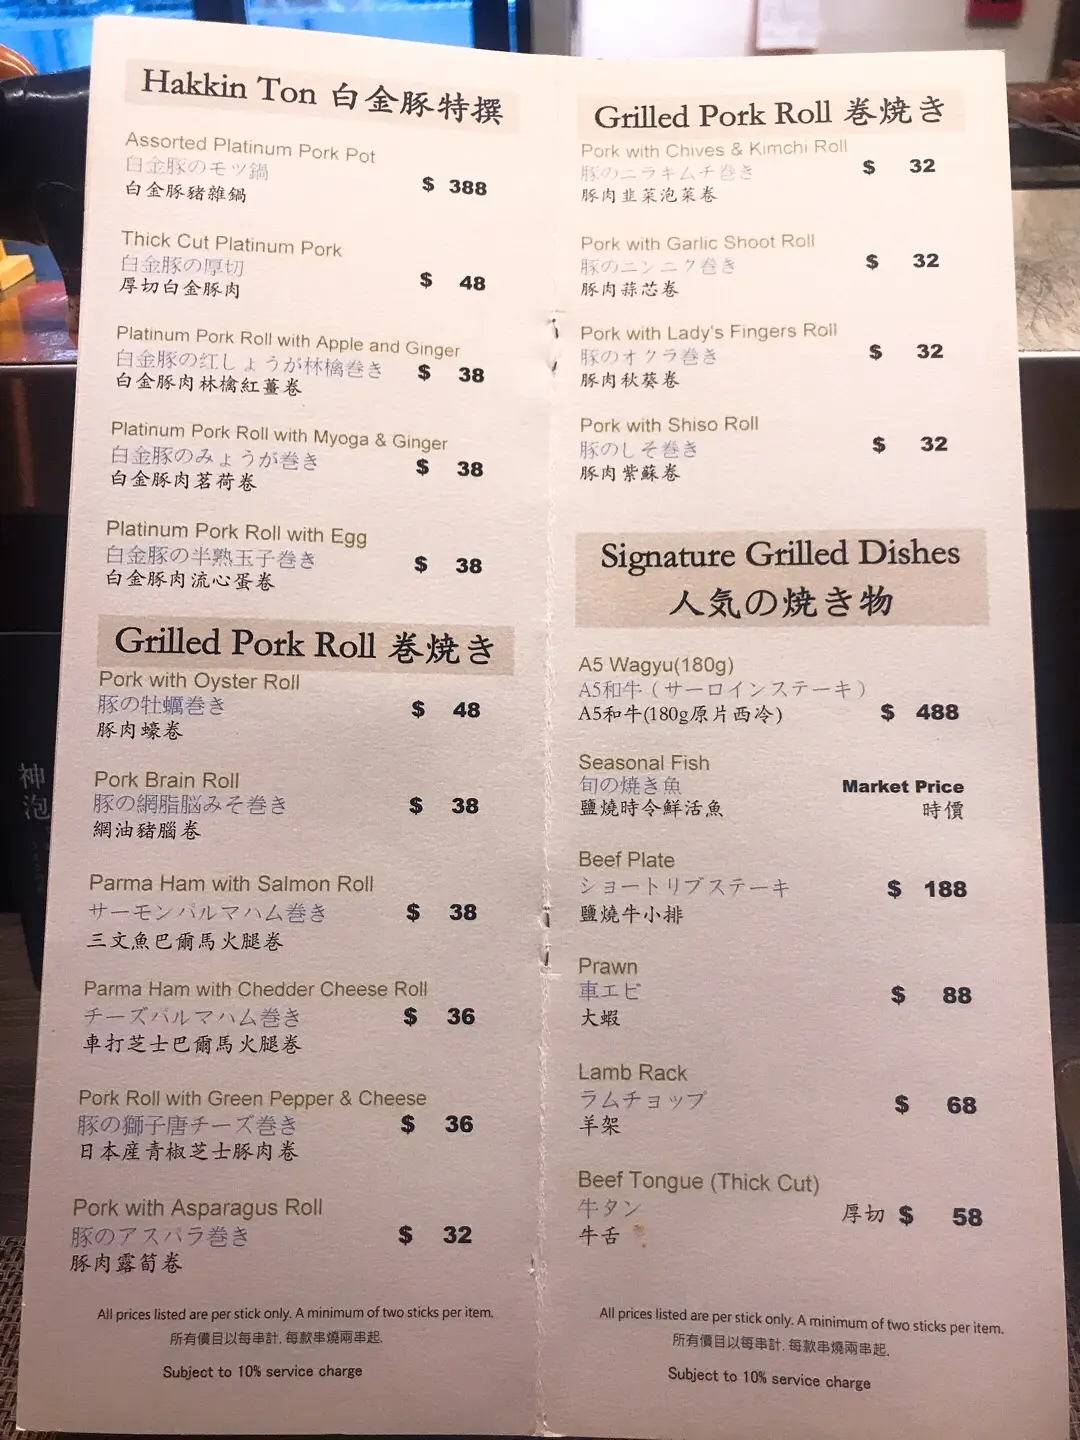 Hakkin Ton 白金豚特撰
Assorted Platinum Pork Pot
白金豚のモツ鍋
白金豚豬雜鍋
$ 388
Thick Cut Platinum Pork
白金豚の厚切
厚切白金豚肉
$ 48
Platinum Pork Roll with Apple and Ginger
白金豚の紅しょうが林檎巻き
白金豚肉林檎紅薑卷
$ 38
Platinum Pork Roll with Myoga & Ginger
白金豚のみょうが巻き
白金豚肉茗荷卷
$ 38
Platinum Pork Roll with Egg
白金豚の半熟玉子巻き
白金豚肉流心蛋卷
$ 38
Grilled Pork Roll 巻焼き
Pork with Oyster Roll
豚の牡蠣巻き
豚肉蠔卷
$ 48
Pork Brain Roll
豚の網脂脳みそ巻き
網油豬腦卷
$ 38
Parma Ham with Salmon Roll
サーモンパルマハム巻き
三文魚巴爾馬火腿卷
$ 38
Parma Ham with Chedder Cheese Roll
チーズパルマハム巻き
車打芝士巴爾馬火腿卷
$ 36
Pork Roll with Green Pepper & Cheese
豚の獅子唐チーズ巻き
日本産青椒芝士豚肉卷
$ 36
Pork with Asparagus Roll
豚のアスパラ巻き
豚肉露筍卷
$ 32
All prices listed are per stick only. A minimum of two sticks per item.
所有價目以每串計. 每款串燒兩串起.
Subject to 10% service charge
Grilled Pork Roll 巻焼き
Pork with Chives & Kimchi Roll
豚のニラキムチ巻き
豚肉韭菜泡菜卷
$ 32
Pork with Garlic Shoot Roll
豚のニンニク巻き
豚肉蒜芯卷
$ 32
Pork with Lady's Fingers Roll
豚のオクラ巻き
豚肉秋葵卷
$ 32
Pork with Shiso Roll
豚のしそ巻き
豚肉紫蘇卷
$ 32
Signature Grilled Dishes
人気の焼き物
A5 Wagyu(180g)
A5和牛（サーロインステーキ）
A5和牛(180g原片西冷)
$ 488
Seasonal Fish
旬の焼き魚
鹽燒時令鮮活魚
Market Price
時價
Beef Plate
ショートリブステーキ
鹽燒牛小排
$ 188
Prawn
車エビ
大蝦
$ 88
Lamb Rack
ラムチョップ
羊架
$ 68
Beef Tongue (Thick Cut)
牛タン
牛舌
厚切 $ 58
All prices listed are per stick only. A minimum of two sticks per item.
所有價目以每串計. 每款串燒兩串起.
Subject to 10% service charge
神
泡